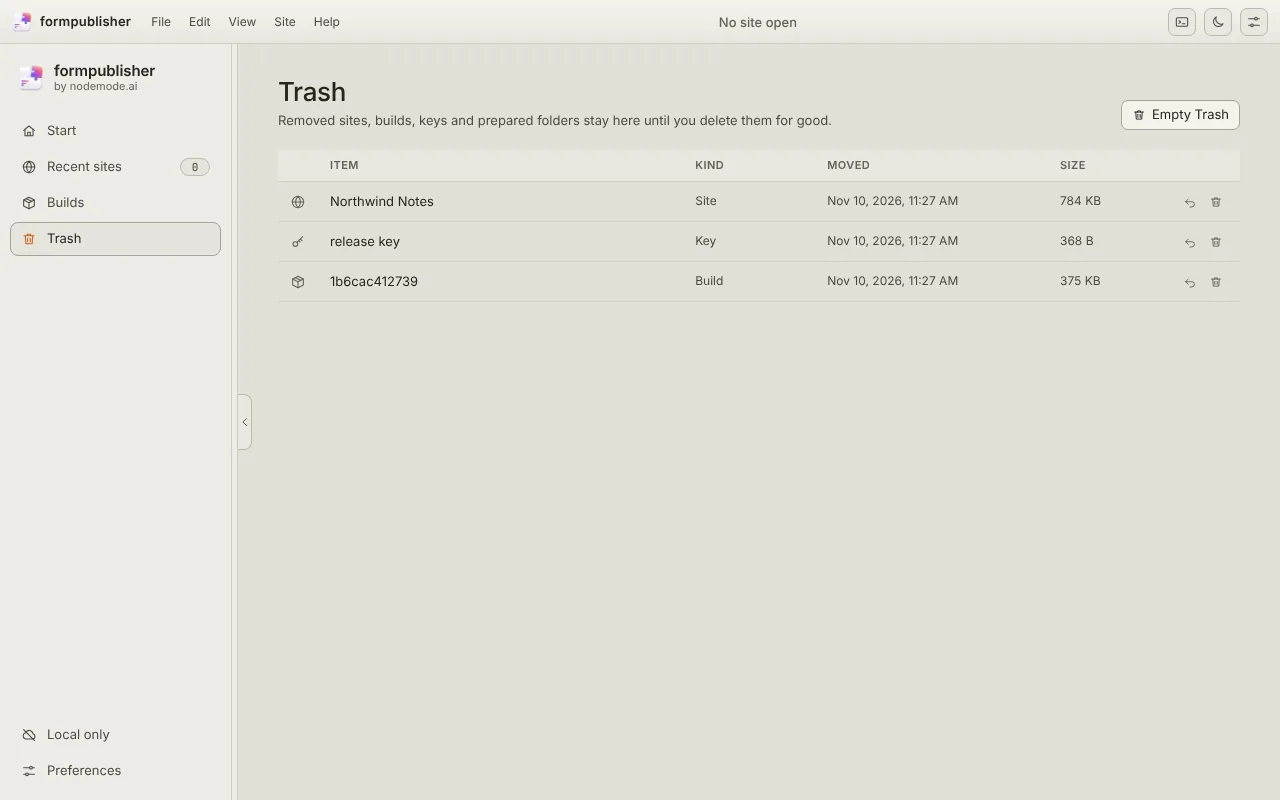 formpublisher File Edit View Site Help No site open
formpublisher
by nodemode.ai
Start
Recent sites 0
Builds
Trash
Local only
Preferences
Trash
Removed sites, builds, keys and prepared folders stay here until you delete them for good.
Empty Trash
ITEM KIND MOVED SIZE
Northwind Notes Site Nov 10, 2026, 11:27 AM 784 KB
release key Key Nov 10, 2026, 11:27 AM 368 B
1b6cac412739 Build Nov 10, 2026, 11:27 AM 375 KB